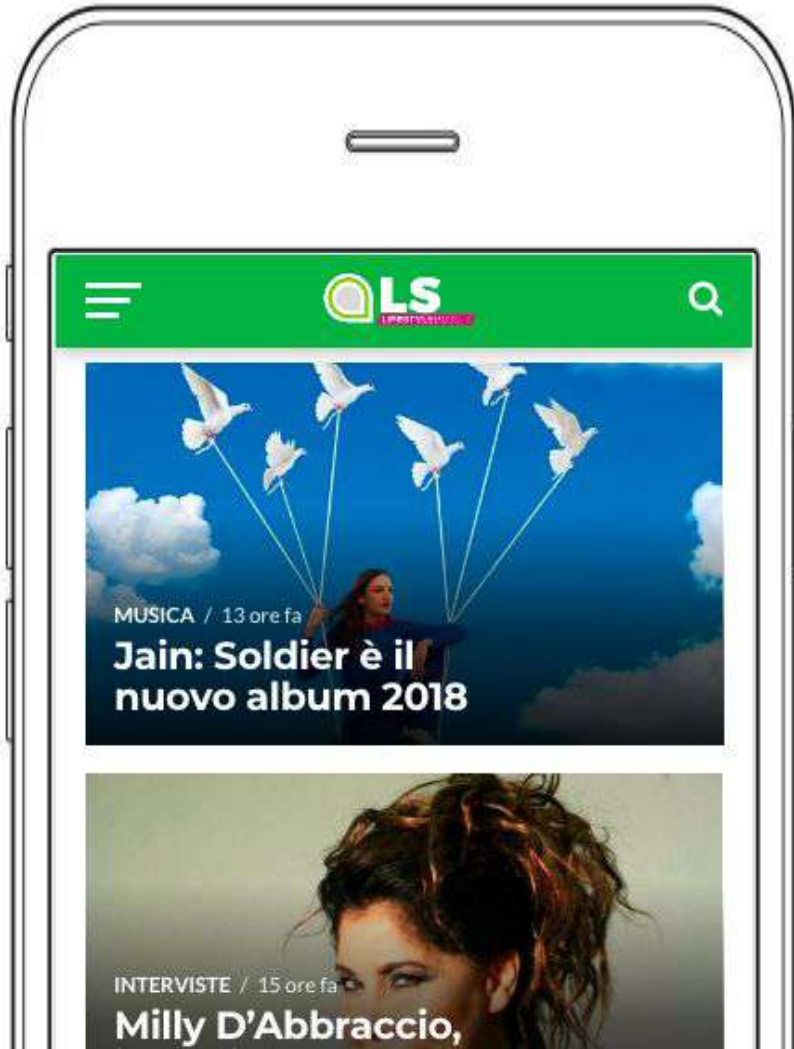 LS
MUSICA / 13 ore fa
Jain: Soldier è il
nuovo album 2018
INTERVISTE / 15 ore fa
Milly D'Abbraccio,